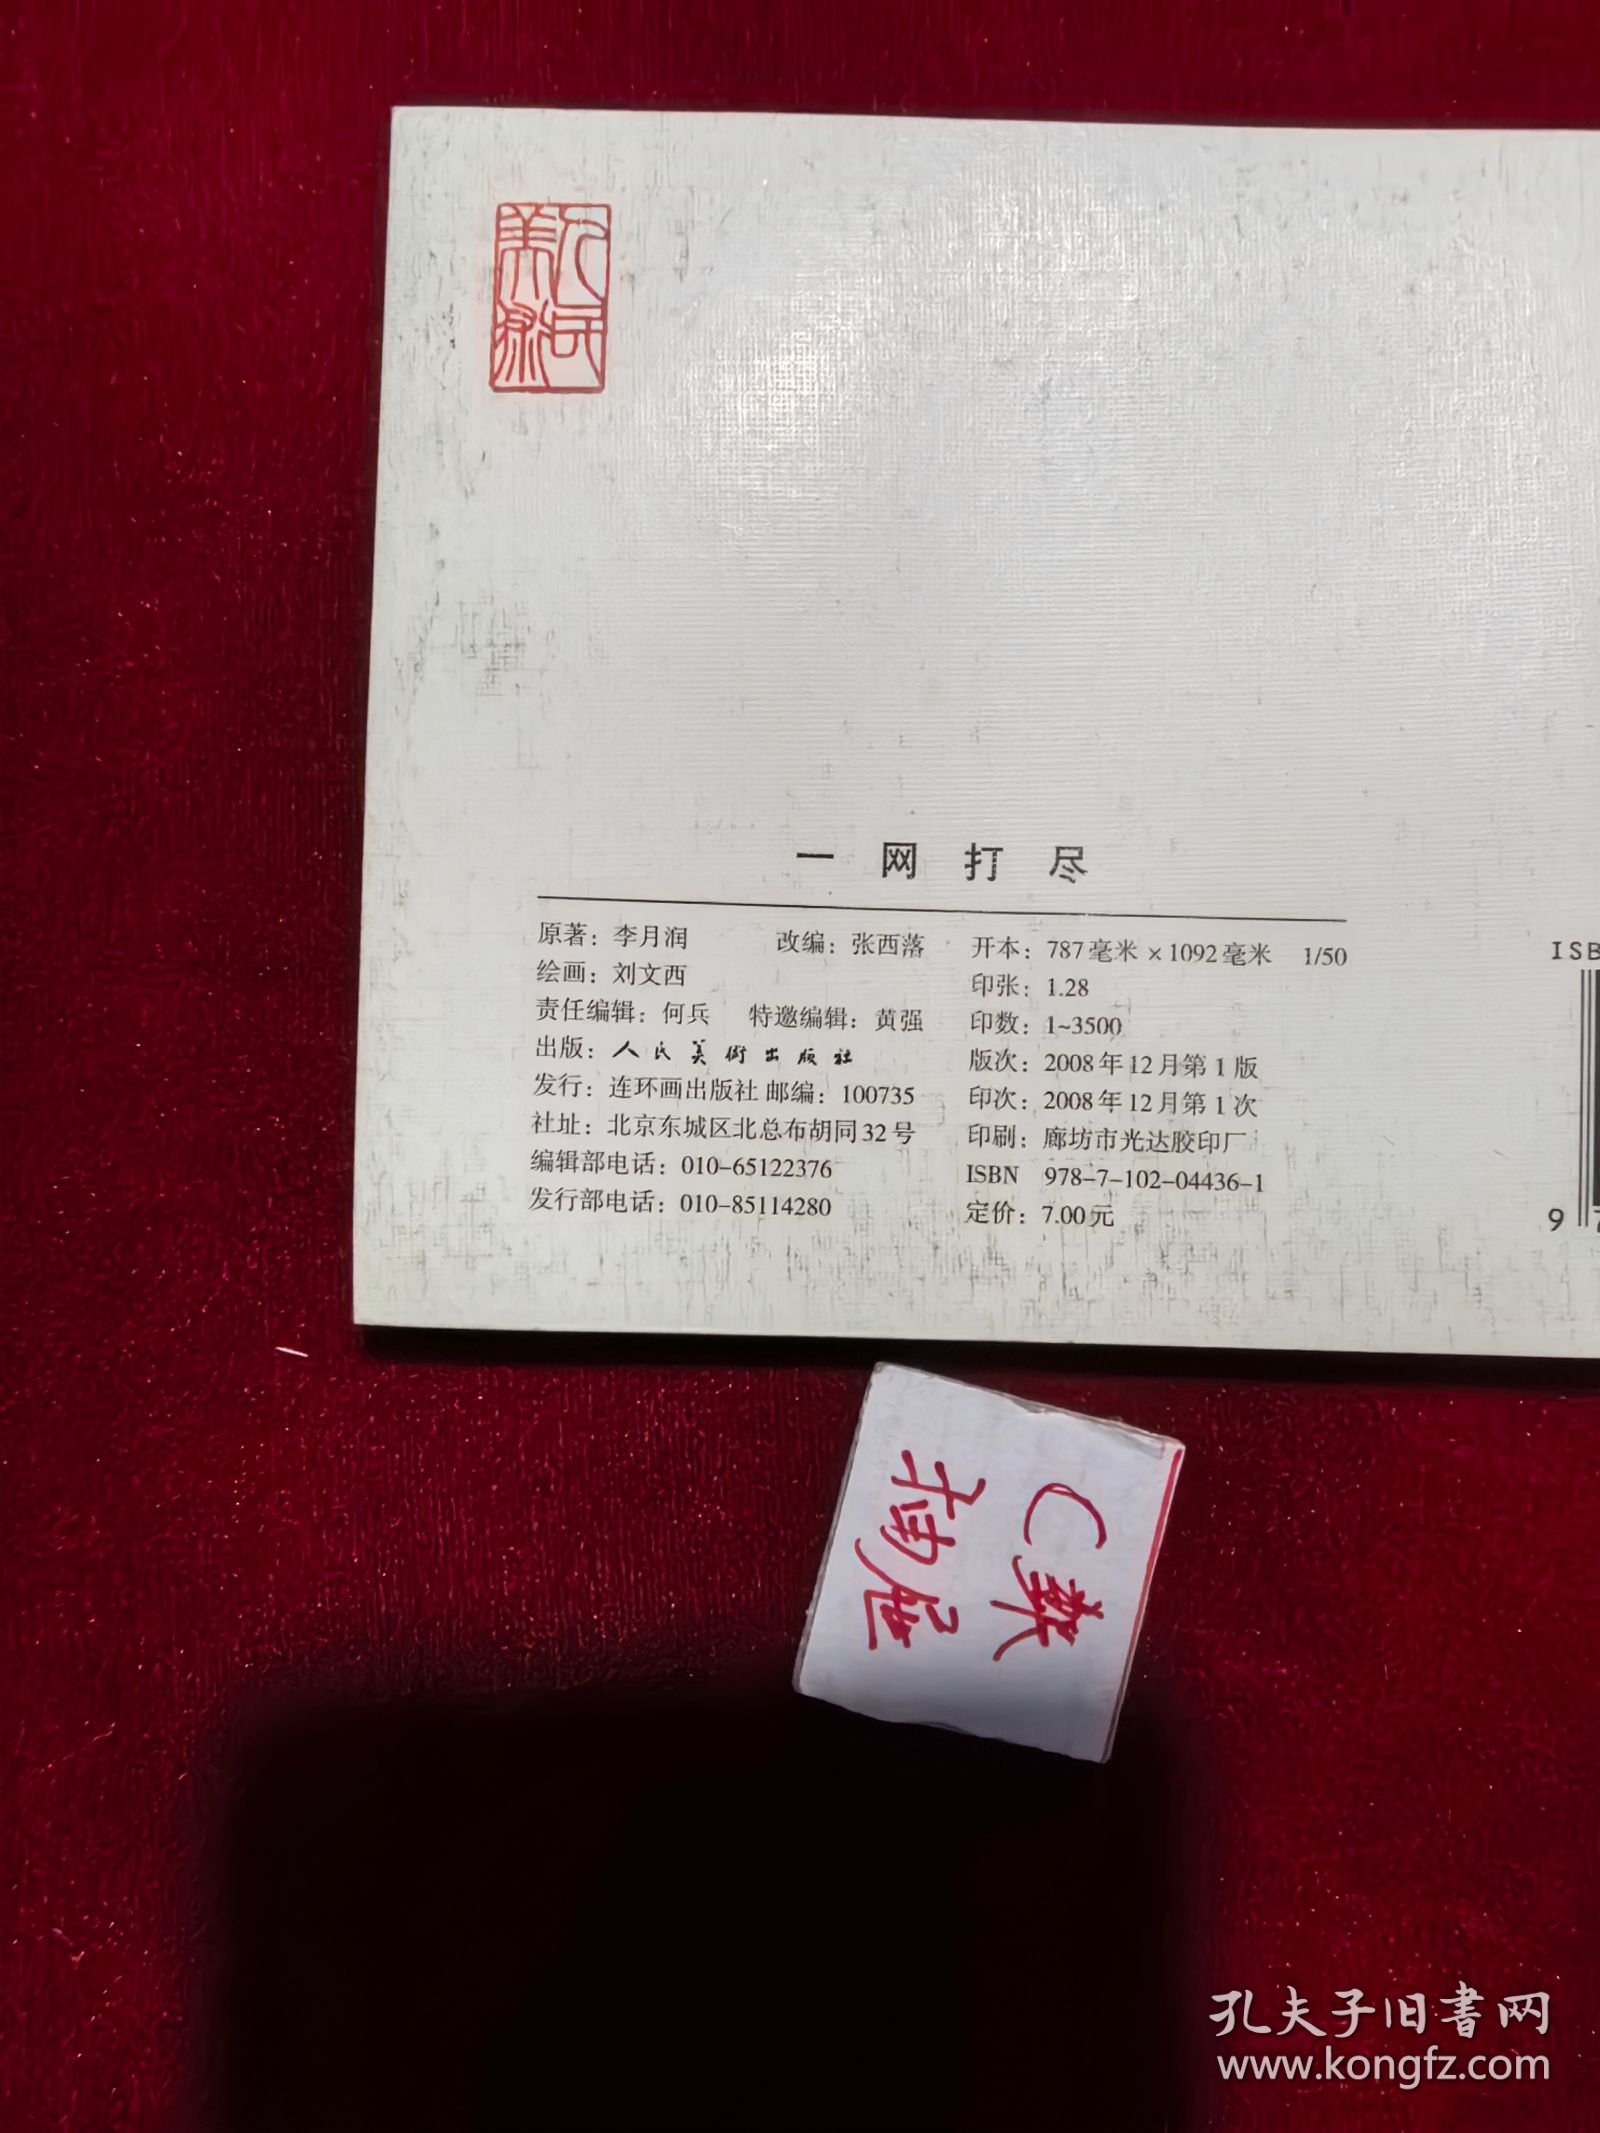 人民美术
一网打尽
原著：李月润 改编：张西落
绘画：刘文西
责任编辑：何兵 特邀编辑：黄强
出版：人民美術出版社
发行：连环画出版社 邮编：100735
社址：北京东城区北总布胡同32号
编辑部电话：010-65122376
发行部电话：010-85114280
开本：787毫米×1092毫米 1/50
印张：1.28
印数：1~3500
版次：2008年12月第1版
印次：2008年12月第1次
印刷：廊坊市光达胶印厂
ISBN 978-7-102-04436-1
定价：7.00元
ISB
9 7
孔夫子旧书网
www.kongfz.com